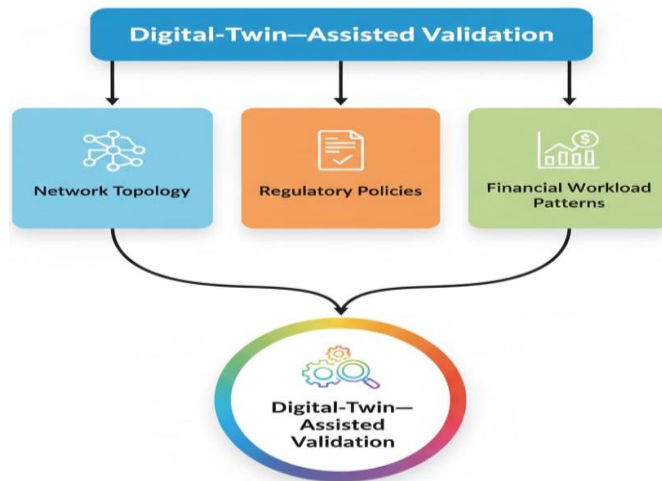 Digital-Twin—Assisted Validation
Network Topology
Regulatory Policies
Financial Workload
Patterns
$
Digital-Twin—
Assisted
Validation